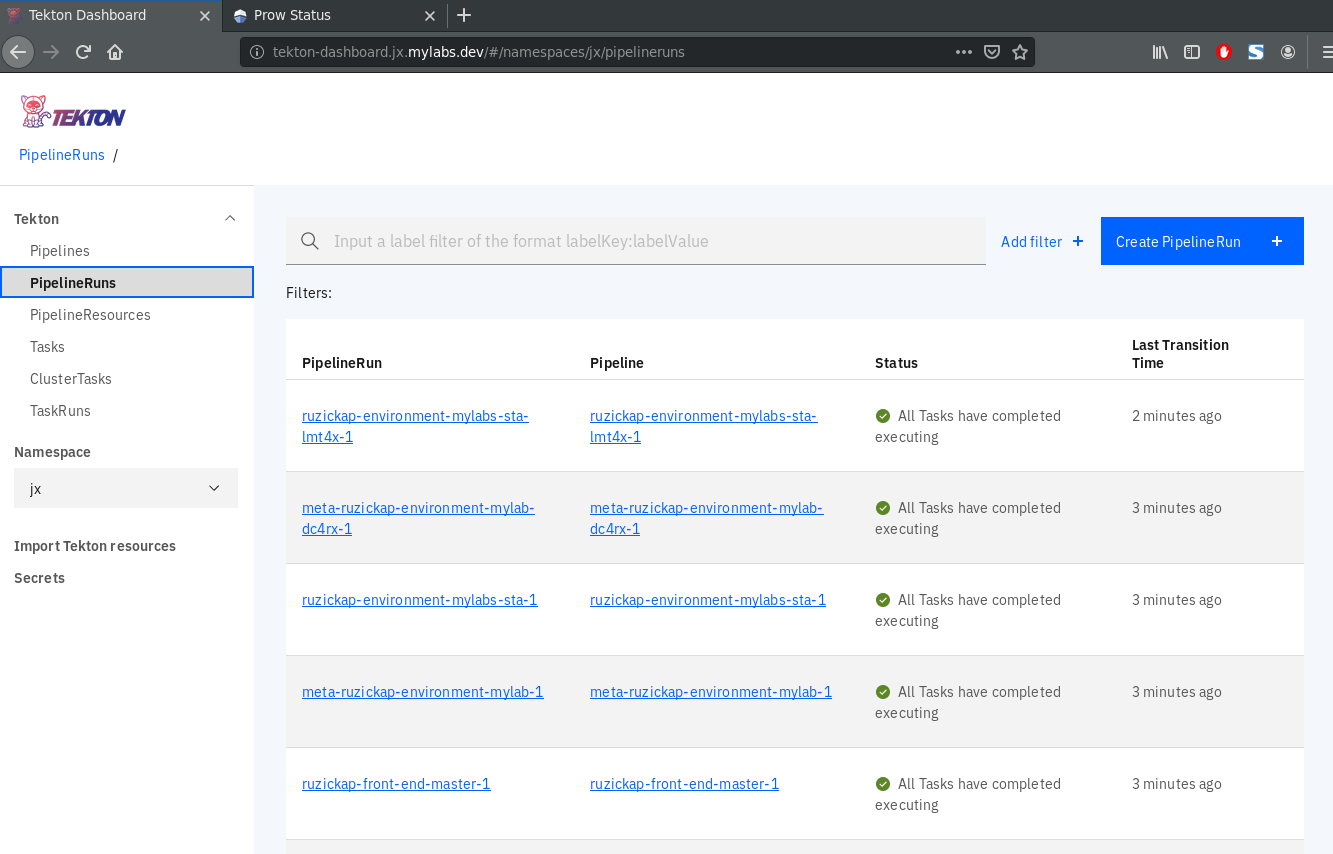 Tekton Dashboard
Prow Status
tekton-dashboard.jx.mylabs.dev/#/namespaces/jx/pipelineruns
TEKTON
PipelineRuns /
Tekton
Pipelines
PipelineRuns
PipelineResources
Tasks
ClusterTasks
TaskRuns
Namespace
jx
Import Tekton resources
Secrets
Input a label filter of the format labelKey:labelValue
Add filter +
Create PipelineRun +
Filters:
PipelineRun Pipeline Status Last Transition
Time
ruzickap-environment-mylabs-sta- ruzickap-environment-mylabs-sta- All Tasks have completed 2 minutes ago
lmt4x-1 lmt4x-1 executing
meta-ruzickap-environment-mylab- meta-ruzickap-environment-mylab- All Tasks have completed 3 minutes ago
dc4rx-1 dc4rx-1 executing
ruzickap-environment-mylabs-sta-1 ruzickap-environment-mylabs-sta-1 All Tasks have completed 3 minutes ago
executing
meta-ruzickap-environment-mylab-1 meta-ruzickap-environment-mylab-1 All Tasks have completed 3 minutes ago
executing
ruzickap-front-end-master-1 ruzickap-front-end-master-1 All Tasks have completed 3 minutes ago
executing